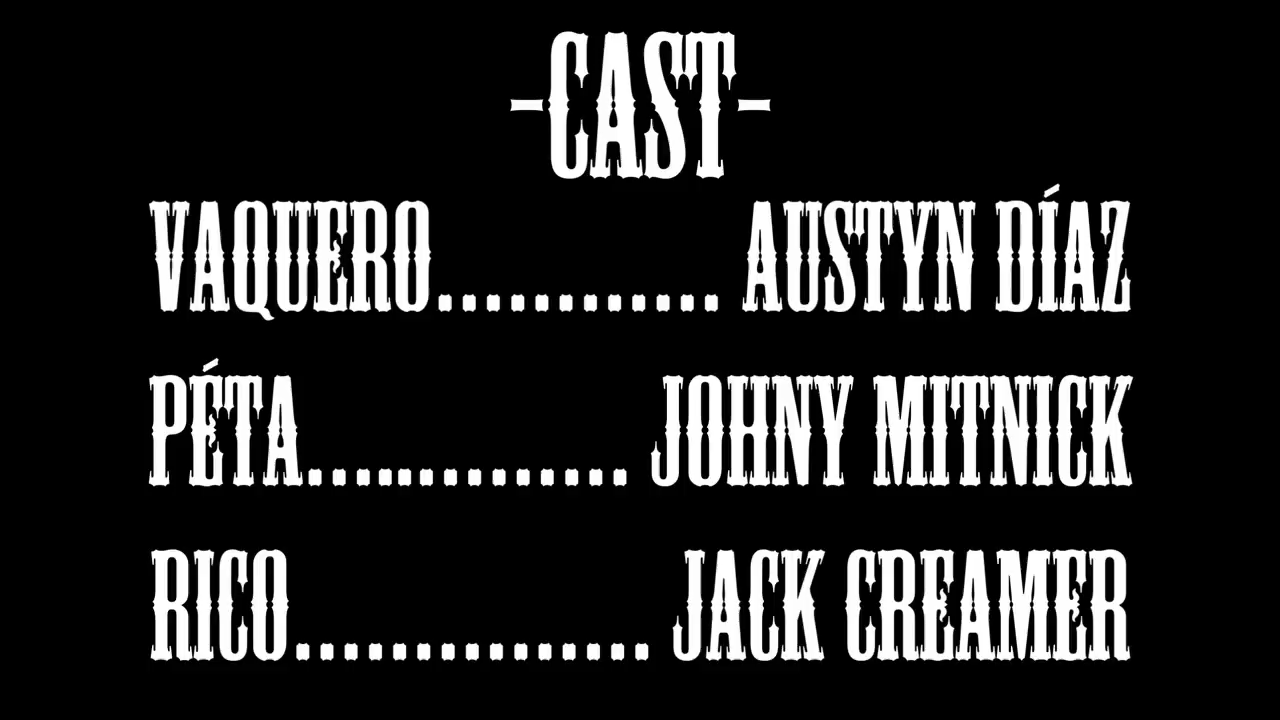 -CAST-
VAQUERO............ AUSTYN DÍAZ
PÉTA.............. JOHNY MITNICK
RICO............... JACK CREAMER